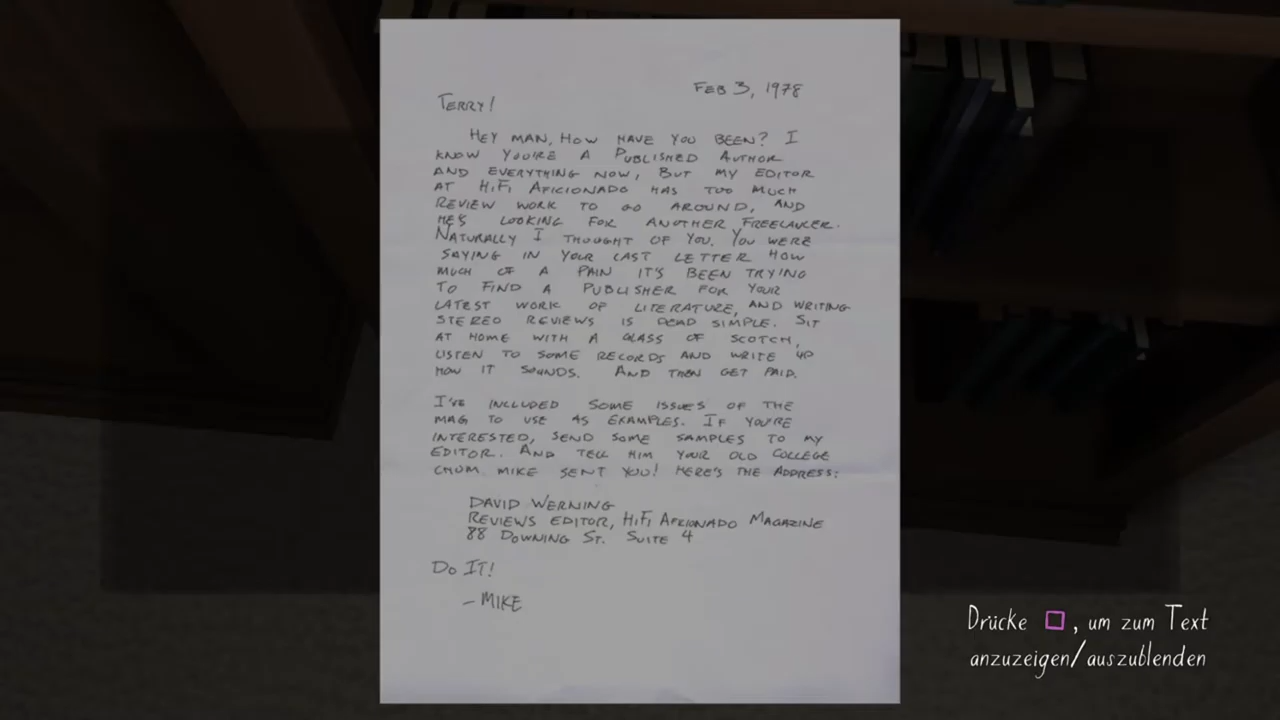 FEB 3, 1978
TERRY!
HEY MAN, HOW HAVE YOU BEEN? I
KNOW YOU'RE A PUBLISHED AUTHOR
AND EVERYTHING NOW, BUT MY EDITOR
AT HIFI AFICIONADO HAS TOO MUCH
REVIEW WORK TO GO AROUND, AND
HE'S LOOKING FOR ANOTHER FREELANCER.
NATURALLY I THOUGHT OF YOU. YOU WERE
SAYING IN YOUR LAST LETTER HOW
MUCH OF A PAIN IT'S BEEN TRYING
TO FIND A PUBLISHER FOR YOUR
LATEST WORK OF LITERATURE, AND WRITING
STEREO REVIEWS IS DEAD SIMPLE. SIT
AT HOME WITH A GLASS OF SCOTCH,
LISTEN TO SOME RECORDS AND WRITE UP
HOW IT SOUNDS. AND THEN GET PAID.
I'VE INCLUDED SOME ISSUES OF THE
MAG TO USE AS EXAMPLES. IF YOU'RE
INTERESTED, SEND SOME SAMPLES TO MY
EDITOR. AND TELL HIM YOUR OLD COLLEGE
CHUM MIKE SENT YOU! HERE'S THE ADDRESS:
DAVID WERNING
REVIEWS EDITOR, HIFI AFICIONADO MAGAZINE
88 DOWNING ST. SUITE 4
DO IT!
– MIKE
Drücke □, um zum Text
anzuzeigen/auszublenden